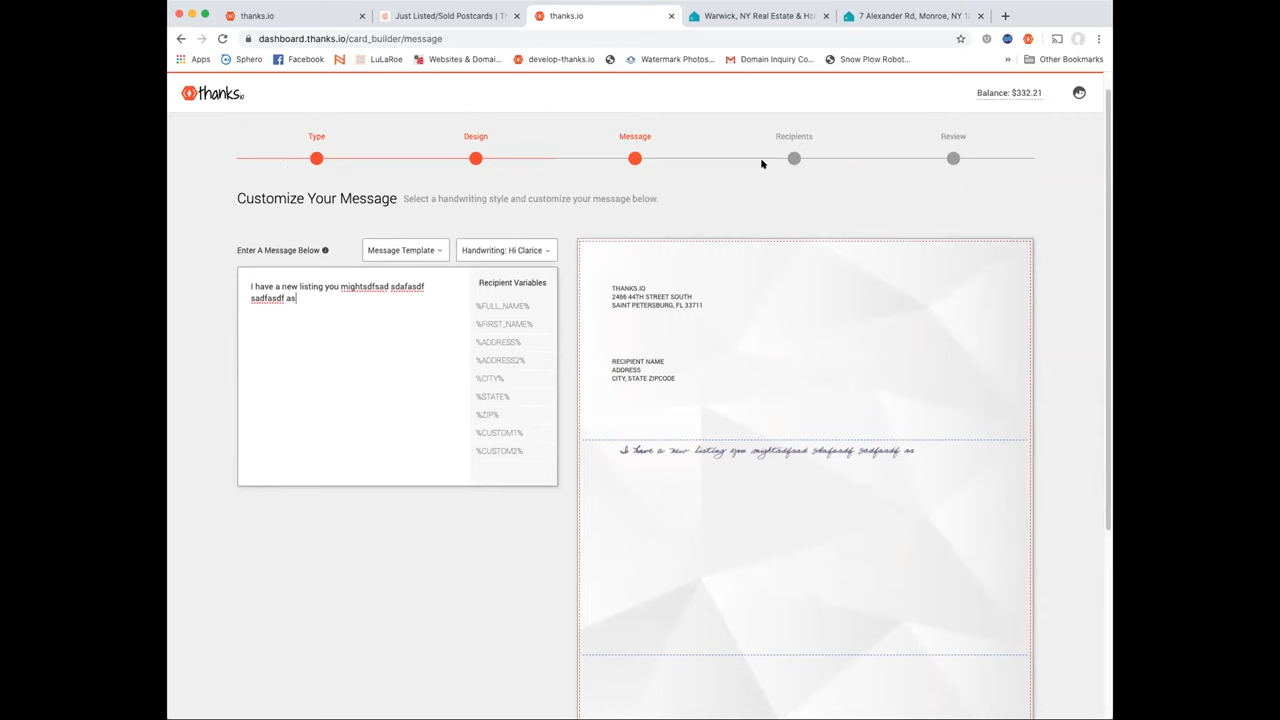 thanks.io
Just Listed/Sold Postcards | Th
thanks.io
Warwick, NY Real Estate & Ho
7 Alexander Rd, Monroe, NY 1
dashboard.thanks.io/card_builder/message
Apps
Sphero
Facebook
LuLaRoe
Websites & Domai...
develop-thanks.io
Watermark Photos...
Domain Inquiry Co...
Snow Plow Robot...
»
Other Bookmarks
thanks.io
Balance: $332.21
Type
Design
Message
Recipients
Review
Customize Your Message Select a handwriting style and customize your message below.
Enter A Message Below
Message Template
Handwriting: Hi Clarice
I have a new listing you mightsdfsad sdafasdf
sadfasdf as
Recipient Variables
%FULL_NAME%
%FIRST_NAME%
%ADDRESS%
%ADDRESS2%
%CITY%
%STATE%
%ZIP%
%CUSTOM1%
%CUSTOM2%
THANKS.IO
2466 44TH STREET SOUTH
SAINT PETERSBURG, FL 33711
RECIPIENT NAME
ADDRESS
CITY, STATE ZIPCODE
I have a new listing you mightsdfsad sdafasdf sadfasdf as